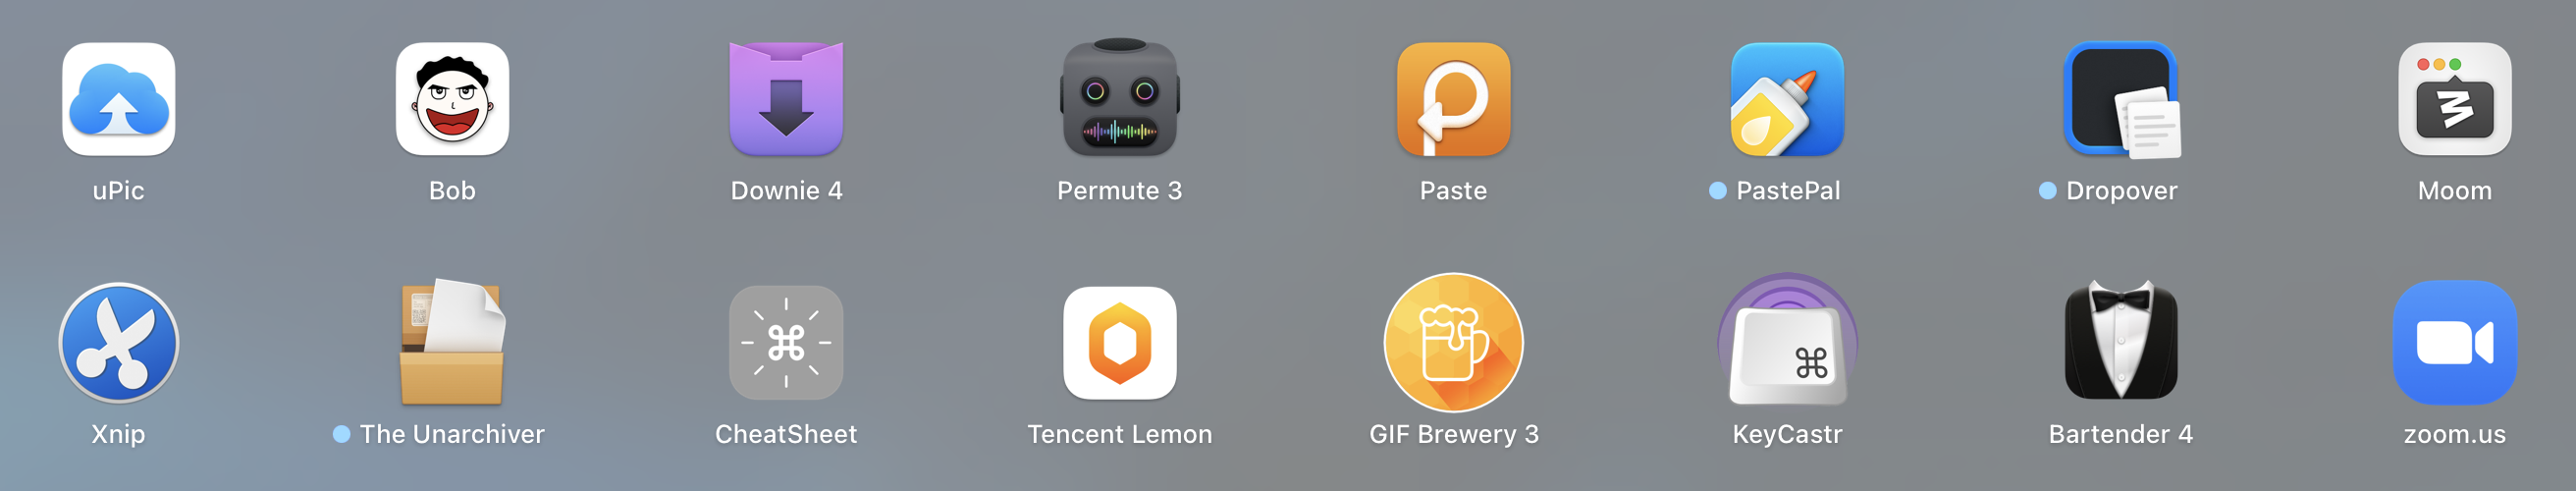 uPic
Bob
Downie 4
Permute 3
Paste
PastePal
Dropover
Moom
Xnip
The Unarchiver
CheatSheet
Tencent Lemon
GIF Brewery 3
KeyCastr
Bartender 4
zoom.us